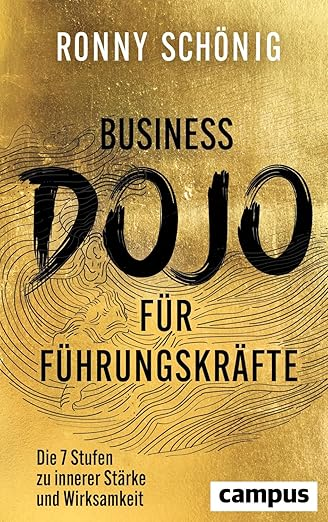 RONNY SCHÖNIG
BUSINESS
DOJO
FÜR
FÜHRUNGSKRÄFTE
Die 7 Stufen
zu innerer Stärke
und Wirksamkeit
campus